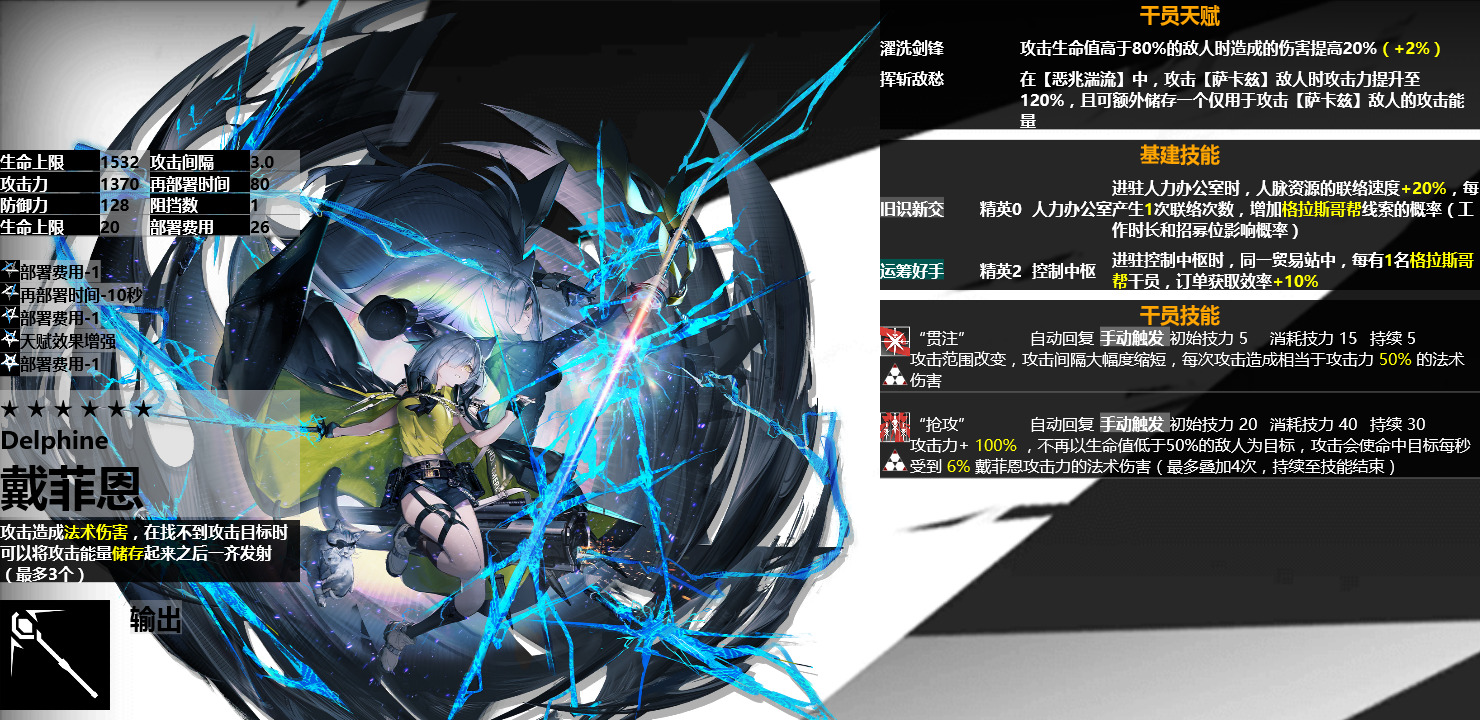 生命上限 1532 攻击间隔 3.0
攻击力 1370 再部署时间 80
防御力 128 阻挡数 1
生命上限 20 部署费用 26
部署费用-1
再部署时间-10秒
部署费用-1
天赋效果增强
部署费用-1
★ ★ ★ ★ ★ ★
Delphine
戴菲恩
攻击造成法术伤害，在找不到攻击目标时
可以将攻击能量储存起来之后一齐发射
（最多3个）
输出
干员天赋
濯洗剑锋 攻击生命值高于80%的敌人时造成的伤害提高20%（+2%）
挥斩敌愁 在【恶兆湍流】中，攻击【萨卡兹】敌人时攻击力提升至
120%，且可额外储存一个仅用于攻击【萨卡兹】敌人的攻击能
量
基建技能
进驻人力办公室时，人脉资源的联络速度+20%，每
旧识新交 精英0 人力办公室 产生1次联络次数，增加格拉斯哥帮线索的概率（工
作时长和招募位影响概率）
进驻控制中枢时，同一贸易站中，每有1名格拉斯哥
运筹好手 精英2 控制中枢 帮干员，订单获取效率+10%
干员技能
“贯注” 自动回复 手动触发 初始技力 5 消耗技力 15 持续 5
攻击范围改变，攻击间隔大幅度缩短，每次攻击造成相当于攻击力 50% 的法术
伤害
“抢攻” 自动回复 手动触发 初始技力 20 消耗技力 40 持续 30
攻击力+ 100% ，不再以生命值低于50%的敌人为目标，攻击会使命中目标每秒
受到 6% 戴菲恩攻击力的法术伤害（最多叠加4次，持续至技能结束）